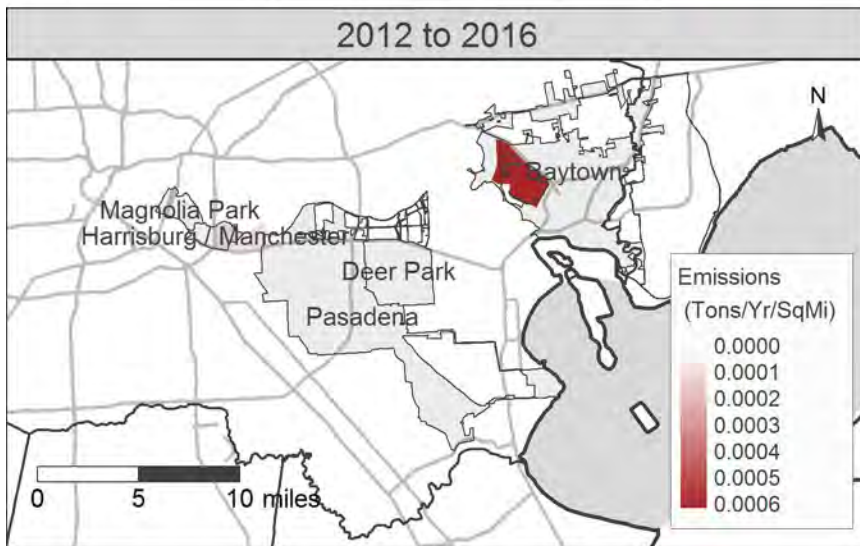 2012 to 2016
N
Baytown
Magnolia Park
Harrisburg
Manchester
Deer Park
Pasadena
Emissions
(Tons/Yr/SqMi)
0.0000
0.0001
0.0002
0.0003
0.0004
0.0005
0.0006
0 5 10 miles